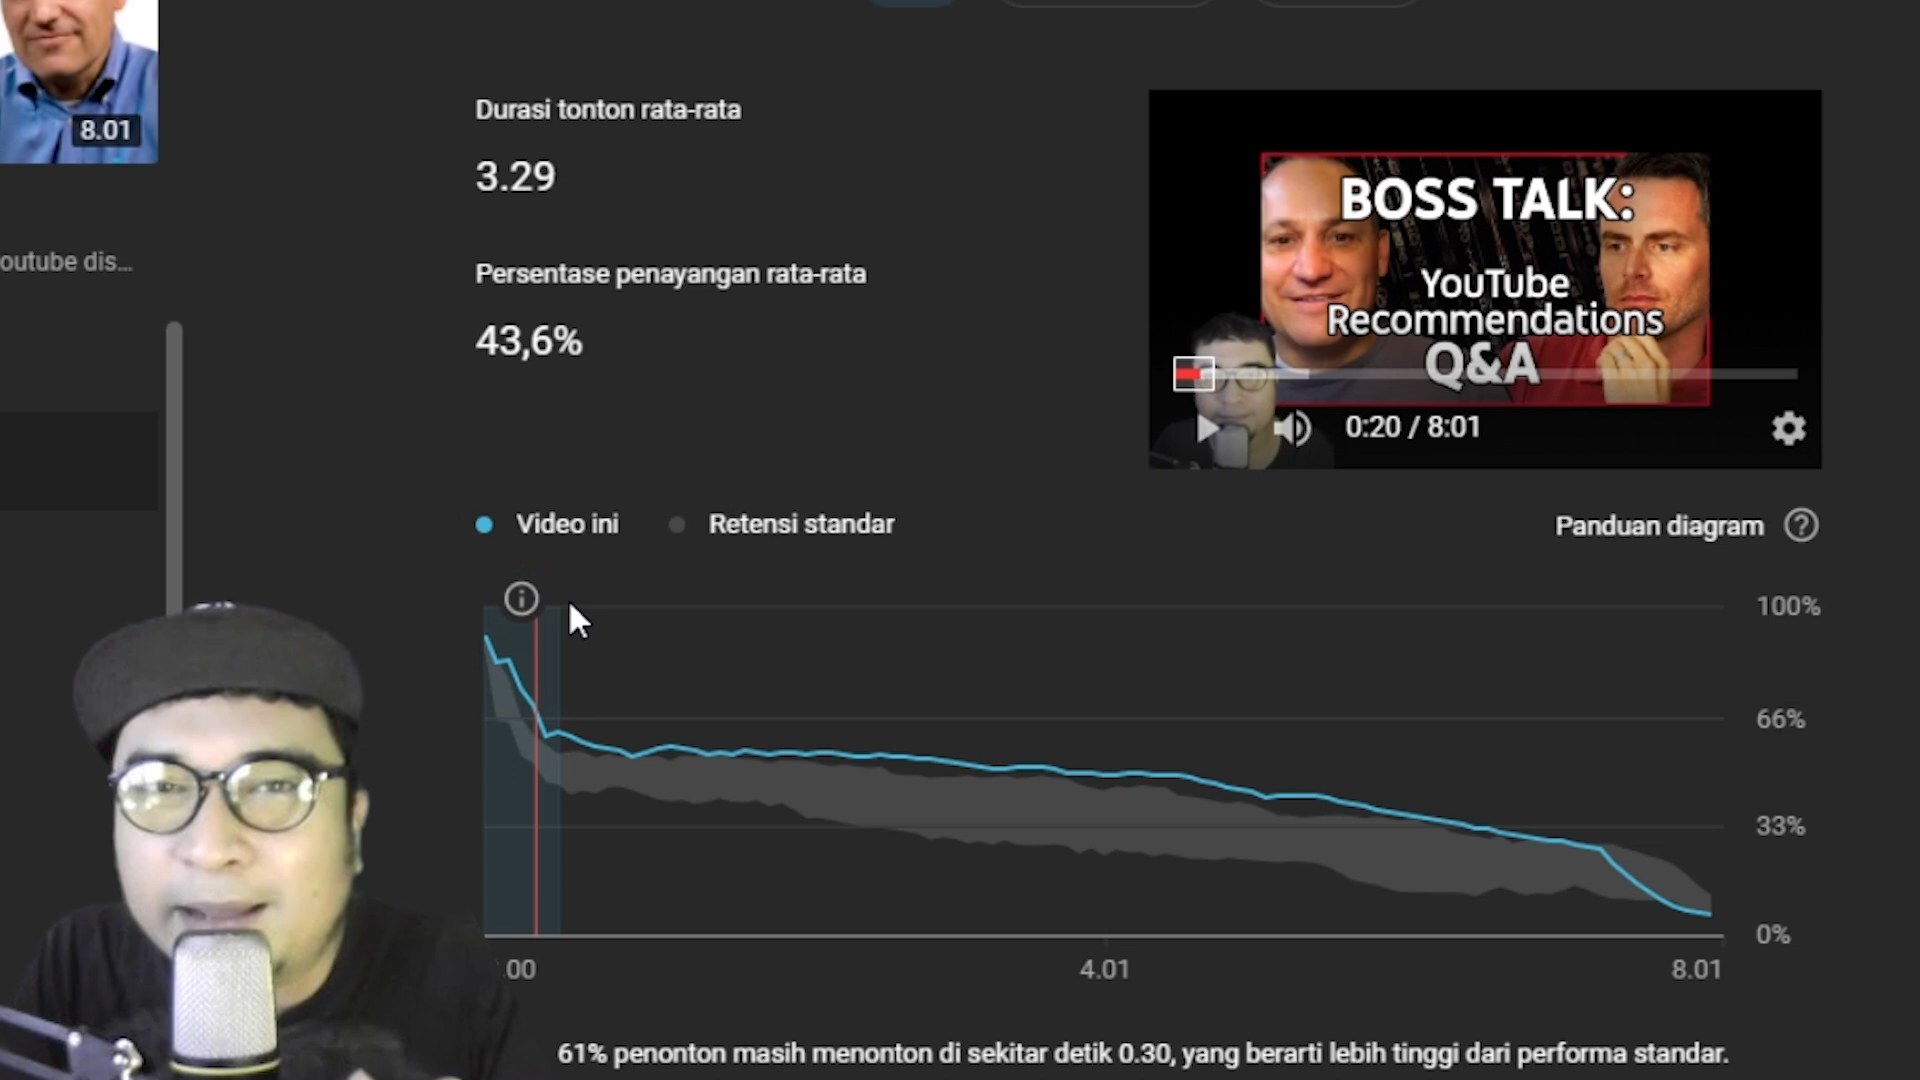 8.01
outube dis...
Durasi tonton rata-rata
3.29
Persentase penayangan rata-rata
43,6%
BOSS TALK:
YouTube
Recommendations
Q&A
0:20 / 8:01
Video ini
Retensi standar
Panduan diagram
100%
66%
33%
0%
.00
4.01
8.01
61% penonton masih menonton di sekitar detik 0.30, yang berarti lebih tinggi dari performa standar.